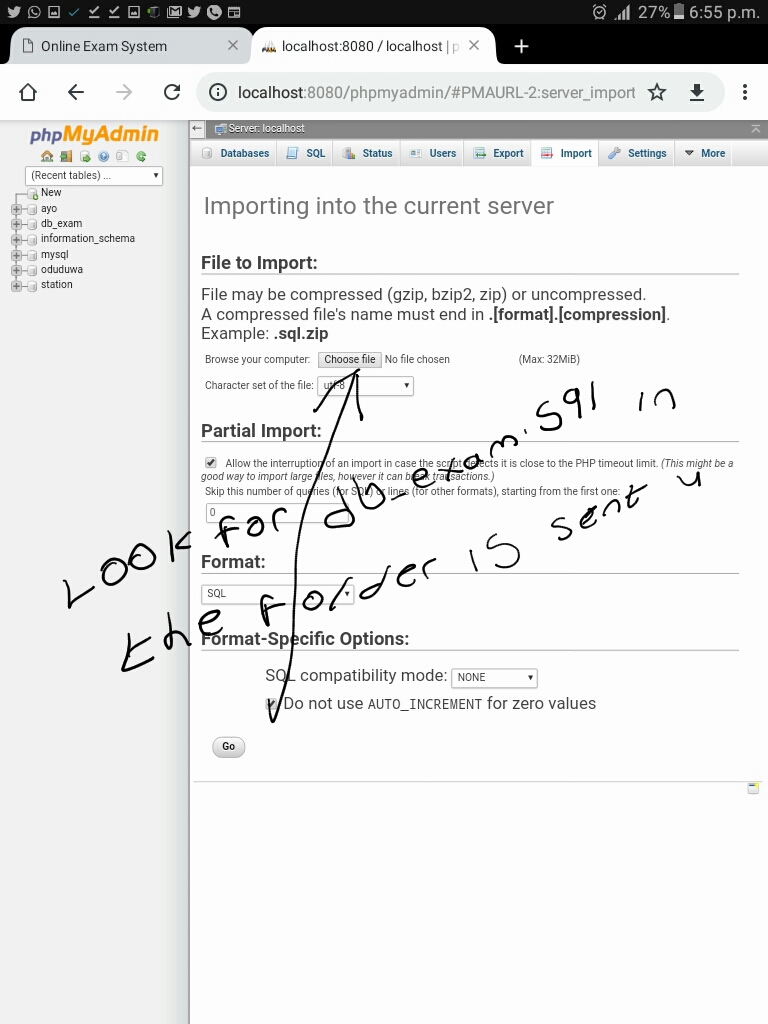 27% 6:55 p.m.
Online Exam System
localhost:8080 / localhost | p
localhost:8080/phpmyadmin/#PMAURL-2:server_import
phpMyAdmin
(Recent tables) ...
New
ayo
db_exam
information_schema
mysql
oduduwa
station
Server: localhost
Databases SQL Status Users Export Import Settings More
Importing into the current server
File to Import:
File may be compressed (gzip, bzip2, zip) or uncompressed.
A compressed file's name must end in .[format].[compression].
Example: .sql.zip
Browse your computer: Choose file No file chosen (Max: 32MiB)
Character set of the file: utf-8
Partial Import:
Allow the interruption of an import in case the script detects it is close to the PHP timeout limit. (This might be a
good way to import large files, however it can break transactions.)
Skip this number of queries (for SQL) or lines (for other formats), starting from the first one:
0
Format:
SQL
Format-Specific Options:
SQL compatibility mode: NONE
Do not use AUTO_INCREMENT for zero values
Go
Look for db-exam.sql in
the forder is sent u